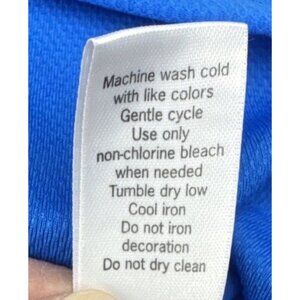 Machine wash cold
with like colors
Gentle cycle
Use only
non-chlorine bleach
when needed
Tumble dry low
Cool iron
Do not iron
decoration
Do not dry clean